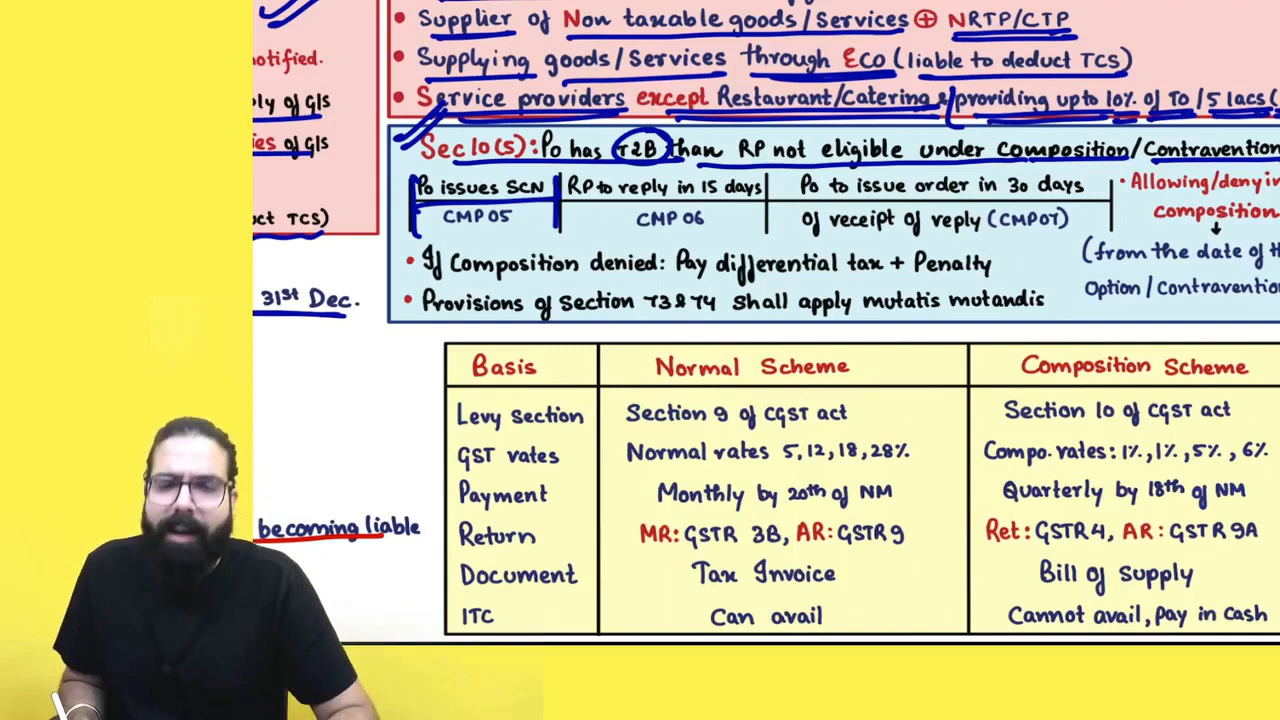 • Supplier of Non taxable goods/Services ⊕ NRTP/CTP
notified.
• Supplying goods/Services through ECO (liable to deduct TCS)
ply of G/S
• Service providers except Restaurant/Catering & providing upto 10% of TO/5 lacs
ies of G/S
Sec 10(5): PO has r2B than RP not eligible under composition/Contravention
PO issues SCN
CMP 05
RP to reply in 15 days
CMP 06
PO to issue order in 30 days
of receipt of reply (CMP07)
• Allowing/denyin
composition
↓
(from the date of th
Option/Contravention
uct TCS)
• If Composition denied: Pay differential tax + Penalty
• Provisions of Section 73 & 74 Shall apply mutatis mutandis
31st Dec.
becoming liable
Basis Normal Scheme Composition Scheme
Levy section Section 9 of CGST act Section 10 of CGST act
GST rates Normal rates 5, 12, 18, 28% Compo. rates: 1%, 1%, 5%, 6%
Payment Monthly by 20th of NM Quarterly by 18th of NM
Return MR: GSTR 3B, AR: GSTR 9 Ret: GSTR 4, AR: GSTR 9A
Document Tax Invoice Bill of Supply
ITC Can avail Cannot avail, pay in cash